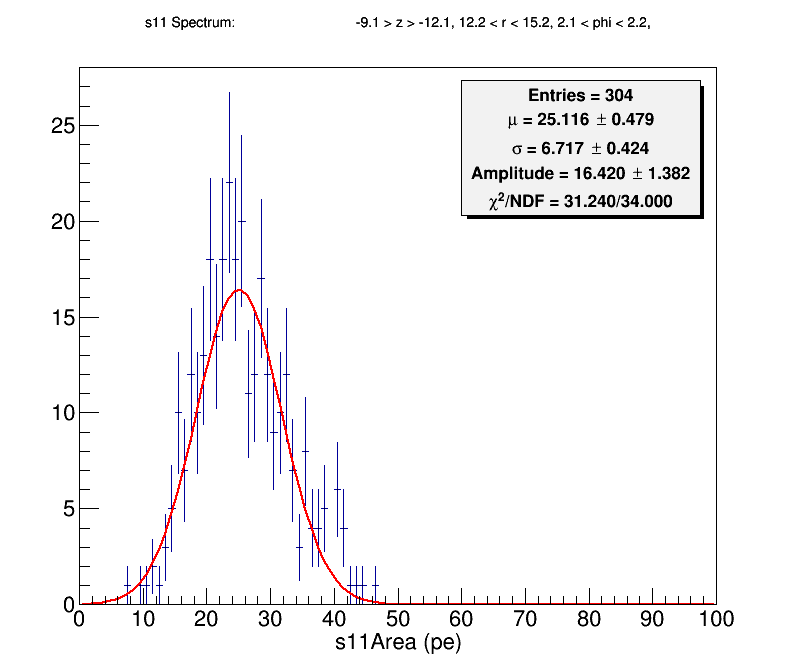 s11 Spectrum: -9.1 > z > -12.1, 12.2 < r < 15.2, 2.1 < phi < 2.2,
Entries = 304
μ = 25.116 ± 0.479
σ = 6.717 ± 0.424
Amplitude = 16.420 ± 1.382
χ²/NDF = 31.240/34.000
25
20
15
10
5
0
0 10 20 30 40 50 60 70 80 90 100
s11Area (pe)